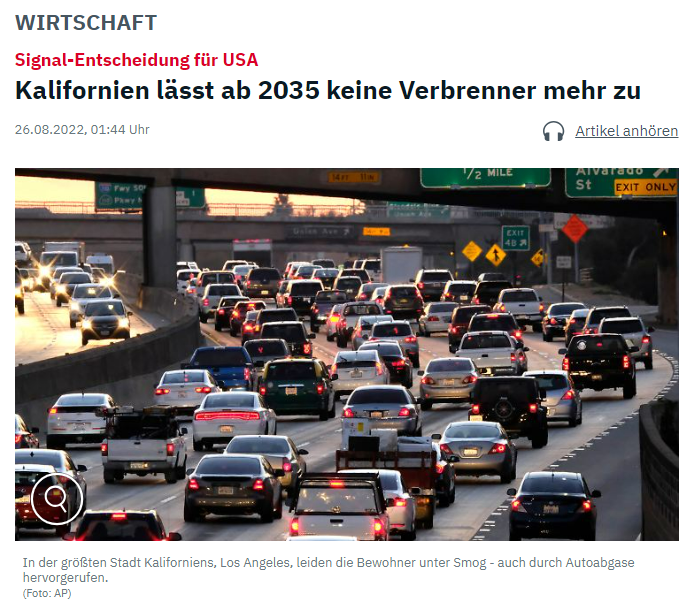 WIRTSCHAFT
Signal-Entscheidung für USA
Kalifornien lässt ab 2035 keine Verbrenner mehr zu
26.08.2022, 01:44 Uhr
Artikel anhören
1/2 MILE
Alvarado
St
EXIT ONLY
EXIT
In der größten Stadt Kaliforniens, Los Angeles, leiden die Bewohner unter Smog - auch durch Autoabgase
hervorgerufen.
(Foto: AP)